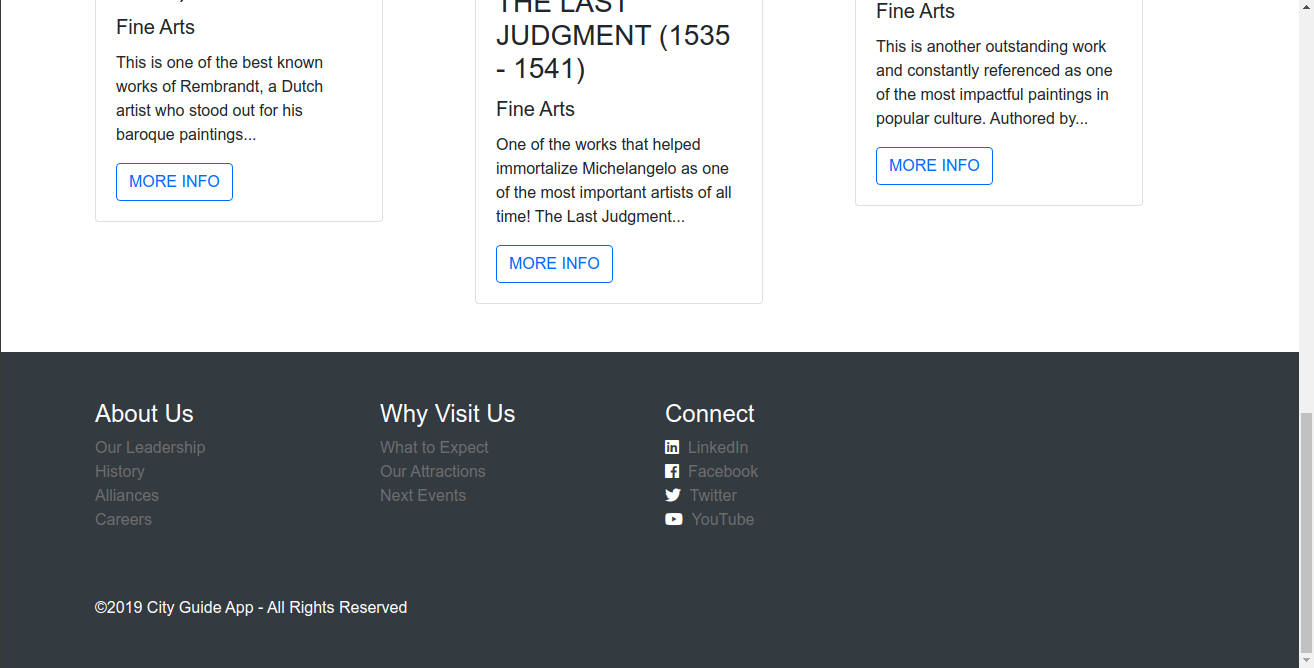 Fine Arts
This is one of the best known
works of Rembrandt, a Dutch
artist who stood out for his
baroque paintings...
MORE INFO
THE LAST
JUDGMENT (1535
- 1541)
Fine Arts
One of the works that helped
immortalize Michelangelo as one
of the most important artists of all
time! The Last Judgment...
MORE INFO
Fine Arts
This is another outstanding work
and constantly referenced as one
of the most impactful paintings in
popular culture. Authored by...
MORE INFO
About Us
Our Leadership
History
Alliances
Careers
Why Visit Us
What to Expect
Our Attractions
Next Events
Connect
LinkedIn
Facebook
Twitter
YouTube
©2019 City Guide App - All Rights Reserved